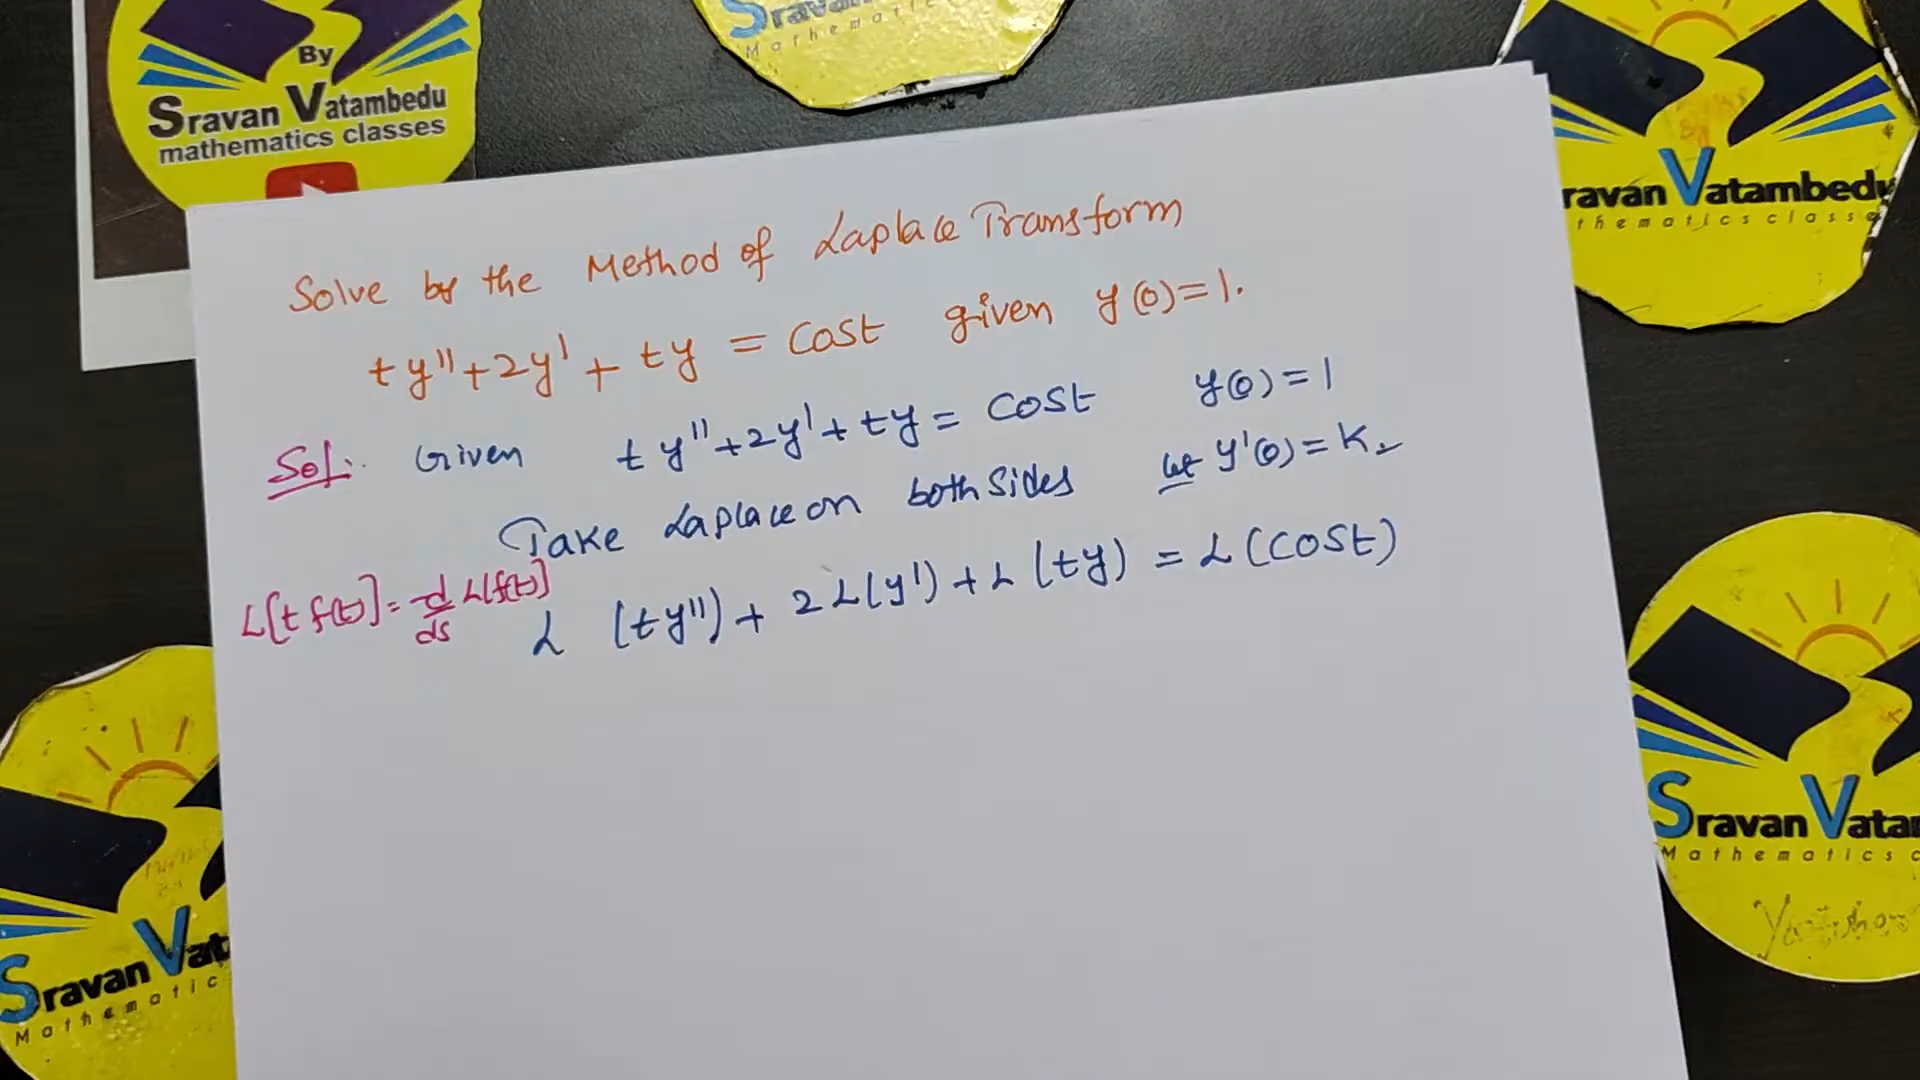 By
Sravan Vatambedu
mathematics classes
Mathematic
ravan Vatambedu
thematics classe
Solve by the Method of Laplace Transform
ty"+2y'+ty = Cost given y(0)=1.
Sol: Given ty"+2y'+ty = Cost y(0)=1
Take Laplace on both Sides let y'(0)=K
L[t f(t)]=-d/ds L[f(t)]
L (ty")+ 2L(y')+L(ty) = L(Cost)
Sravan Vat
Mathematic
Sravan Vata
Mathematics c